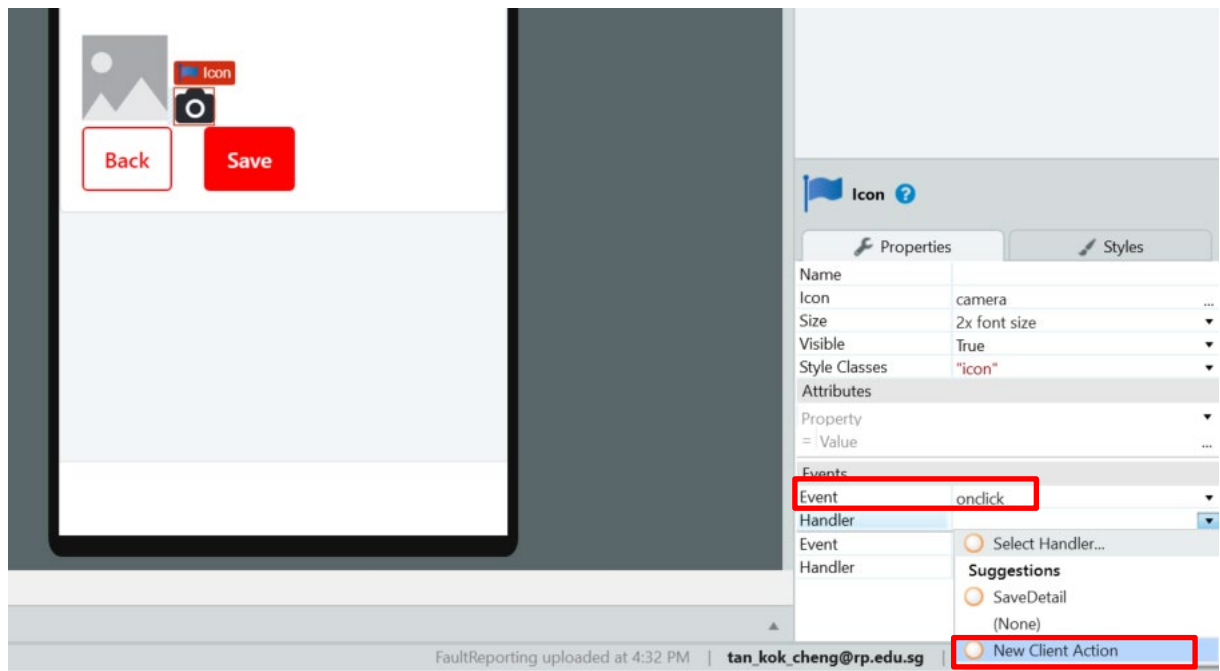 Icon
Back
Save
Icon ?
Properties
Styles
Name
Icon camera ...
Size 2x font size
Visible True
Style Classes "icon"
Attributes
Property
= Value ...
Events
Event onclick
Handler
Event
Handler
Select Handler...
Suggestions
SaveDetail
(None)
New Client Action
FaultReporting uploaded at 4:32 PM | tan_kok_cheng@rp.edu.sg |